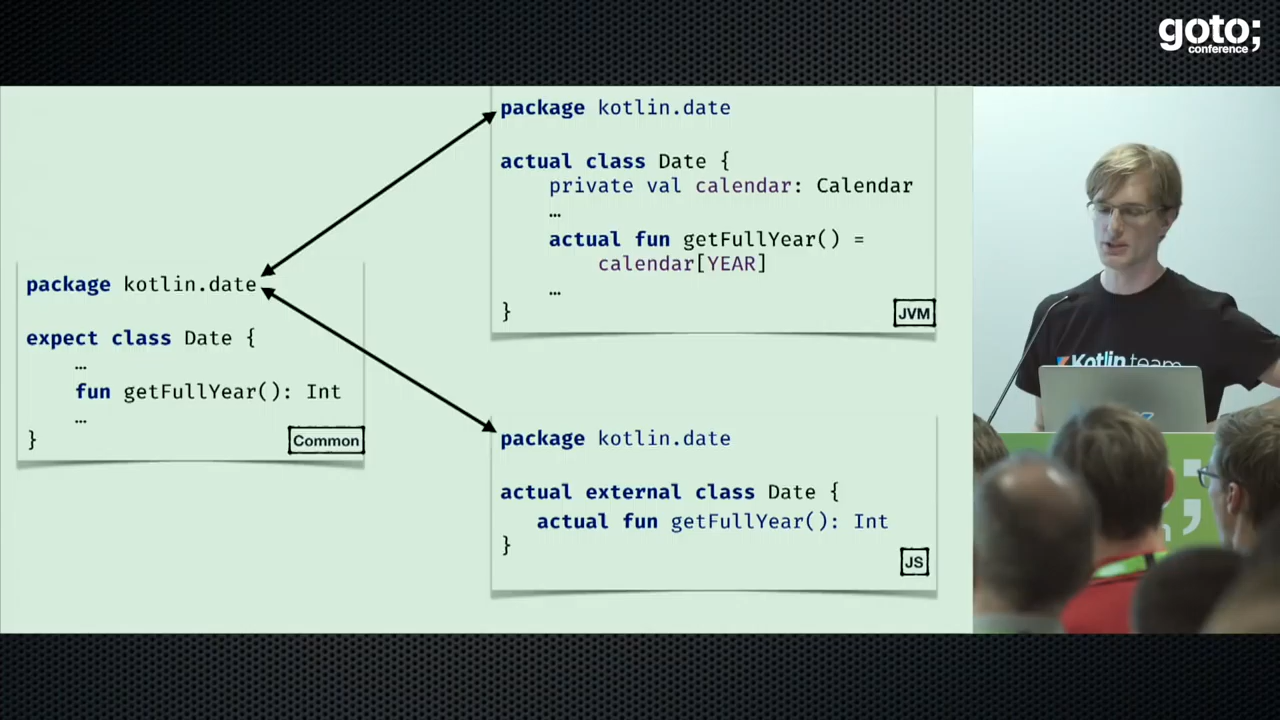 goto;
conference
package kotlin.date
expect class Date {
…
fun getFullYear(): Int
…
}
Common
package kotlin.date
actual class Date {
private val calendar: Calendar
…
actual fun getFullYear() =
calendar[YEAR]
…
}
JVM
package kotlin.date
actual external class Date {
actual fun getFullYear(): Int
}
JS
Kotlin team